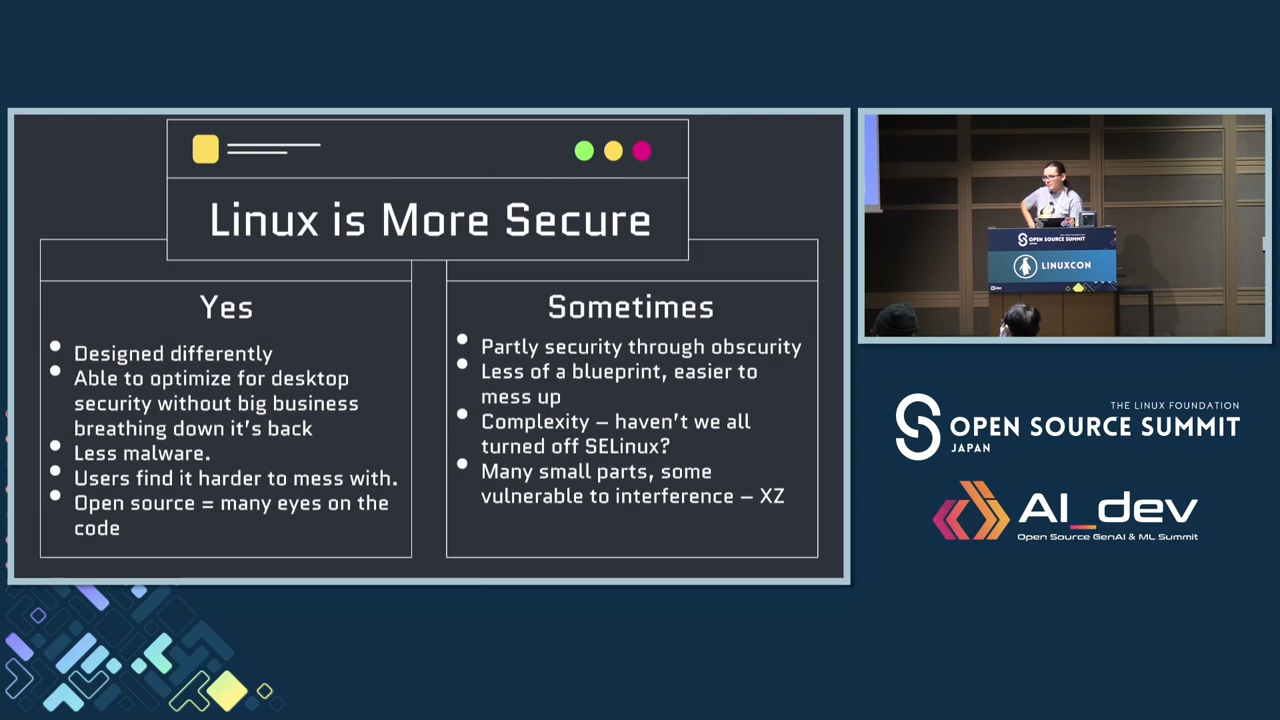 Linux is More Secure
Yes
Designed differently
Able to optimize for desktop
security without big business
breathing down it's back
Less malware.
Users find it harder to mess with.
Open source = many eyes on the
code
Sometimes
Partly security through obscurity
Less of a blueprint, easier to
mess up
Complexity – haven't we all
turned off SELinux?
Many small parts, some
vulnerable to interference – XZ
OPEN SOURCE SUMMIT
LINUXCON
THE LINUX FOUNDATION
OPEN SOURCE SUMMIT
JAPAN
AI_dev
Open Source GenAI & ML Summit